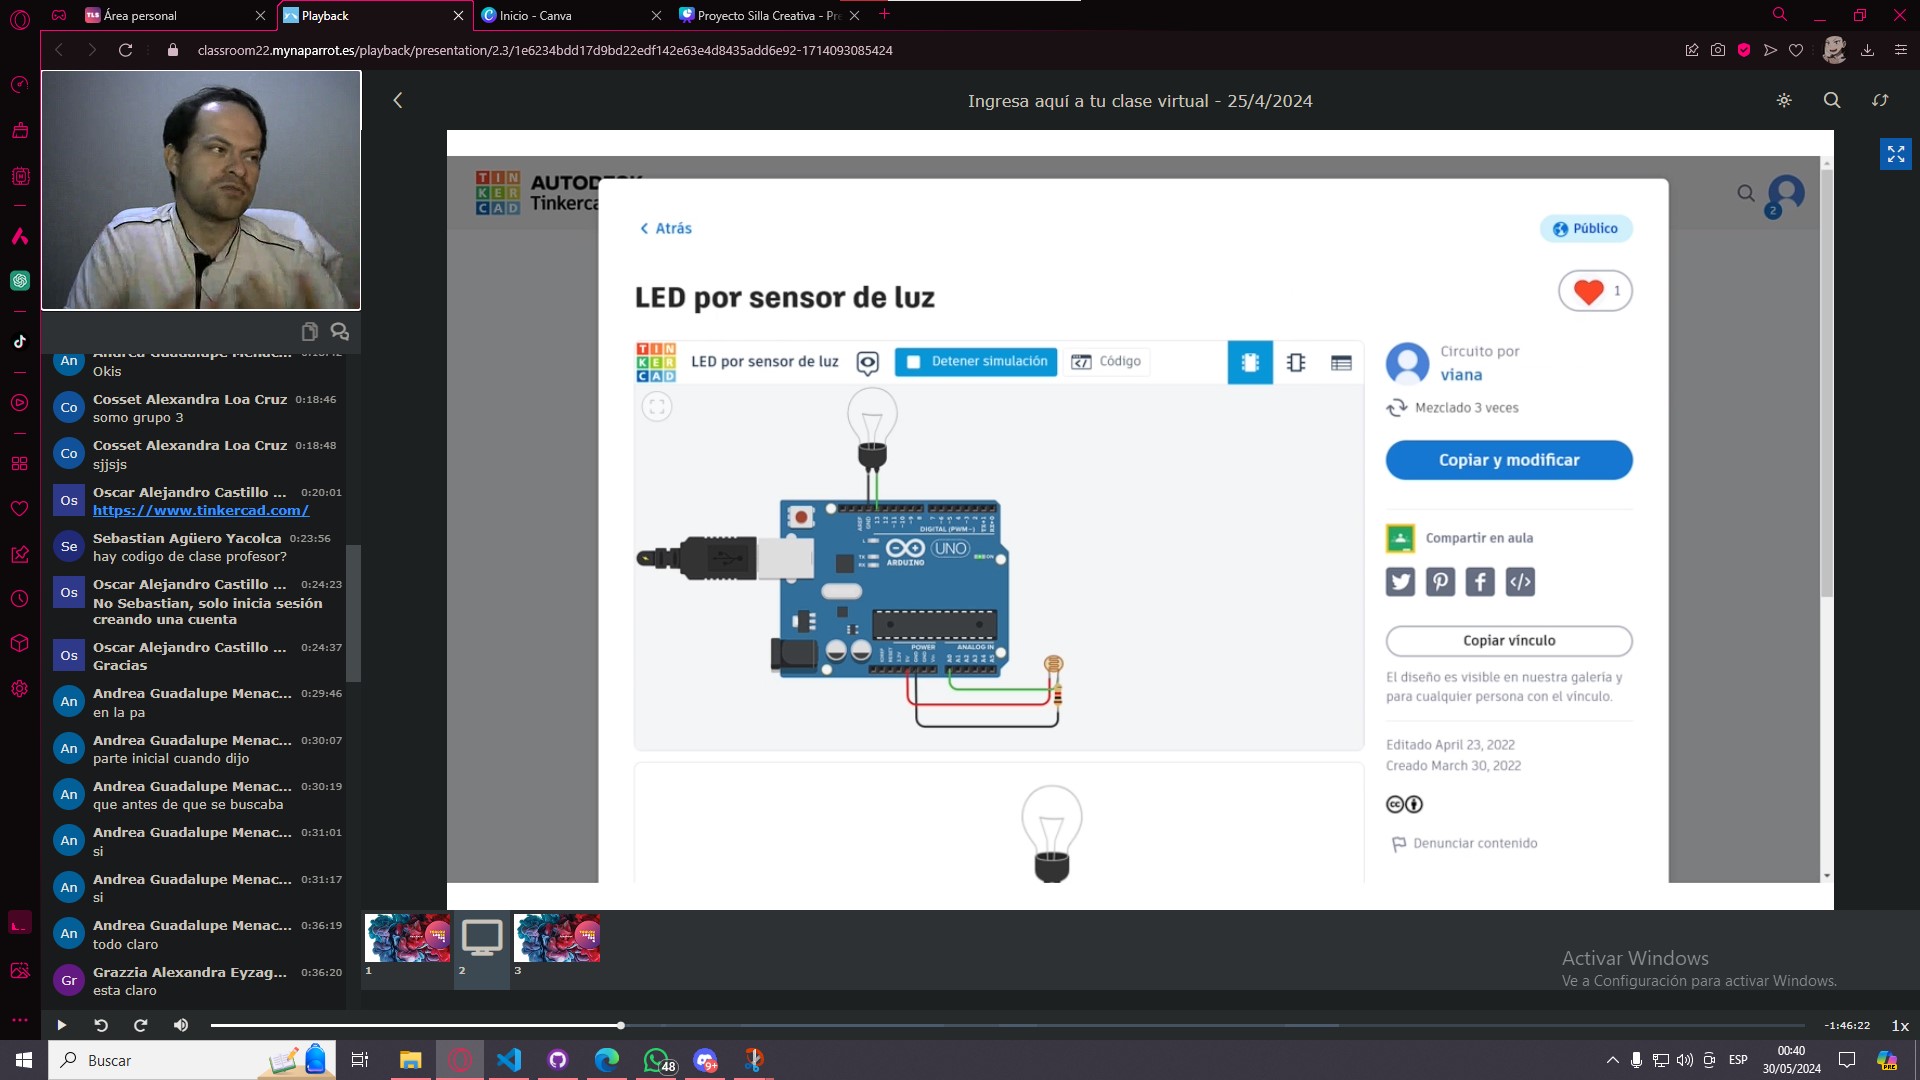 Área personal
Playback
Inicio - Canva
Proyecto Silla Creativa - Pre
classroom22.mynaparrot.es/playback/presentation/2.3/1e6234bdd17d9bd22edf142e63e4d8435add6e92-1714093085424
Ingresa aquí a tu clase virtual - 25/4/2024
TIN
KER
CAD
AUTODESK
Tinkerca
2
Atrás
Público
LED por sensor de luz
1
TIN
KER
CAD
LED por sensor de luz
Detener simulación
Código
Circuito por
viana
Mezclado 3 veces
Copiar y modificar
DIGITAL (PWM~)
UNO
ARDUINO
POWER
ANALOG IN
Compartir en aula
Copiar vínculo
El diseño es visible en nuestra galería y
para cualquier persona con el vínculo.
Editado April 23, 2022
Creado March 30, 2022
Denunciar contenido
An
Okis
Co
Cosset Alexandra Loa Cruz 0:18:46
somo grupo 3
Co
Cosset Alexandra Loa Cruz 0:18:48
sjjsjs
Os
Oscar Alejandro Castillo ... 0:20:01
https://www.tinkercad.com/
Se
Sebastian Agüero Yacolca 0:23:56
hay codigo de clase profesor?
Os
Oscar Alejandro Castillo ... 0:24:23
No Sebastian, solo inicia sesión
creando una cuenta
Os
Oscar Alejandro Castillo ... 0:24:37
Gracias
An
Andrea Guadalupe Menac... 0:29:46
en la pa
An
Andrea Guadalupe Menac... 0:30:07
parte inicial cuando dijo
An
Andrea Guadalupe Menac... 0:30:19
que antes de que se buscaba
An
Andrea Guadalupe Menac... 0:31:01
si
An
Andrea Guadalupe Menac... 0:31:17
si
An
Andrea Guadalupe Menac... 0:36:19
todo claro
Gr
Grazzia Alexandra Eyzag... 0:36:20
esta claro
1
2
3
Activar Windows
Ve a Configuración para activar Windows.
-1:46:22
1x
Buscar
48
9+
ESP
00:40
30/05/2024